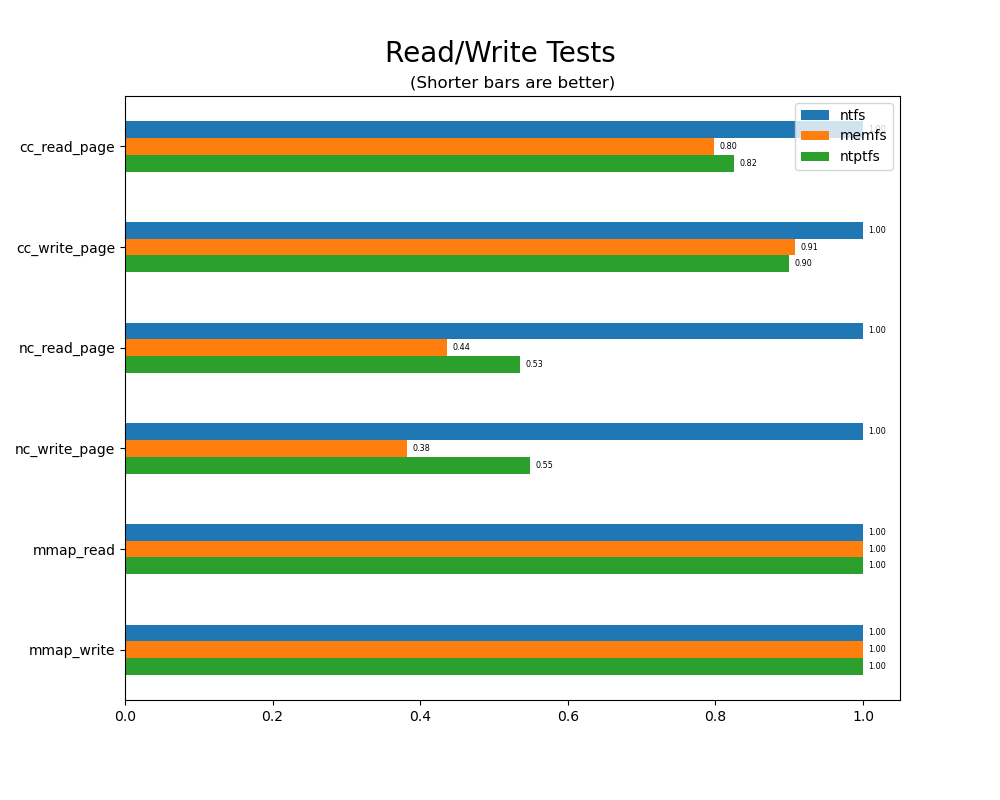 Read/Write Tests
(Shorter bars are better)
ntfs
memfs
ntptfs
cc_read_page
1.00
0.80
0.82
cc_write_page
1.00
0.91
0.90
nc_read_page
1.00
0.44
0.53
nc_write_page
1.00
0.38
0.55
mmap_read
1.00
1.00
1.00
mmap_write
1.00
1.00
1.00
0.0 0.2 0.4 0.6 0.8 1.0